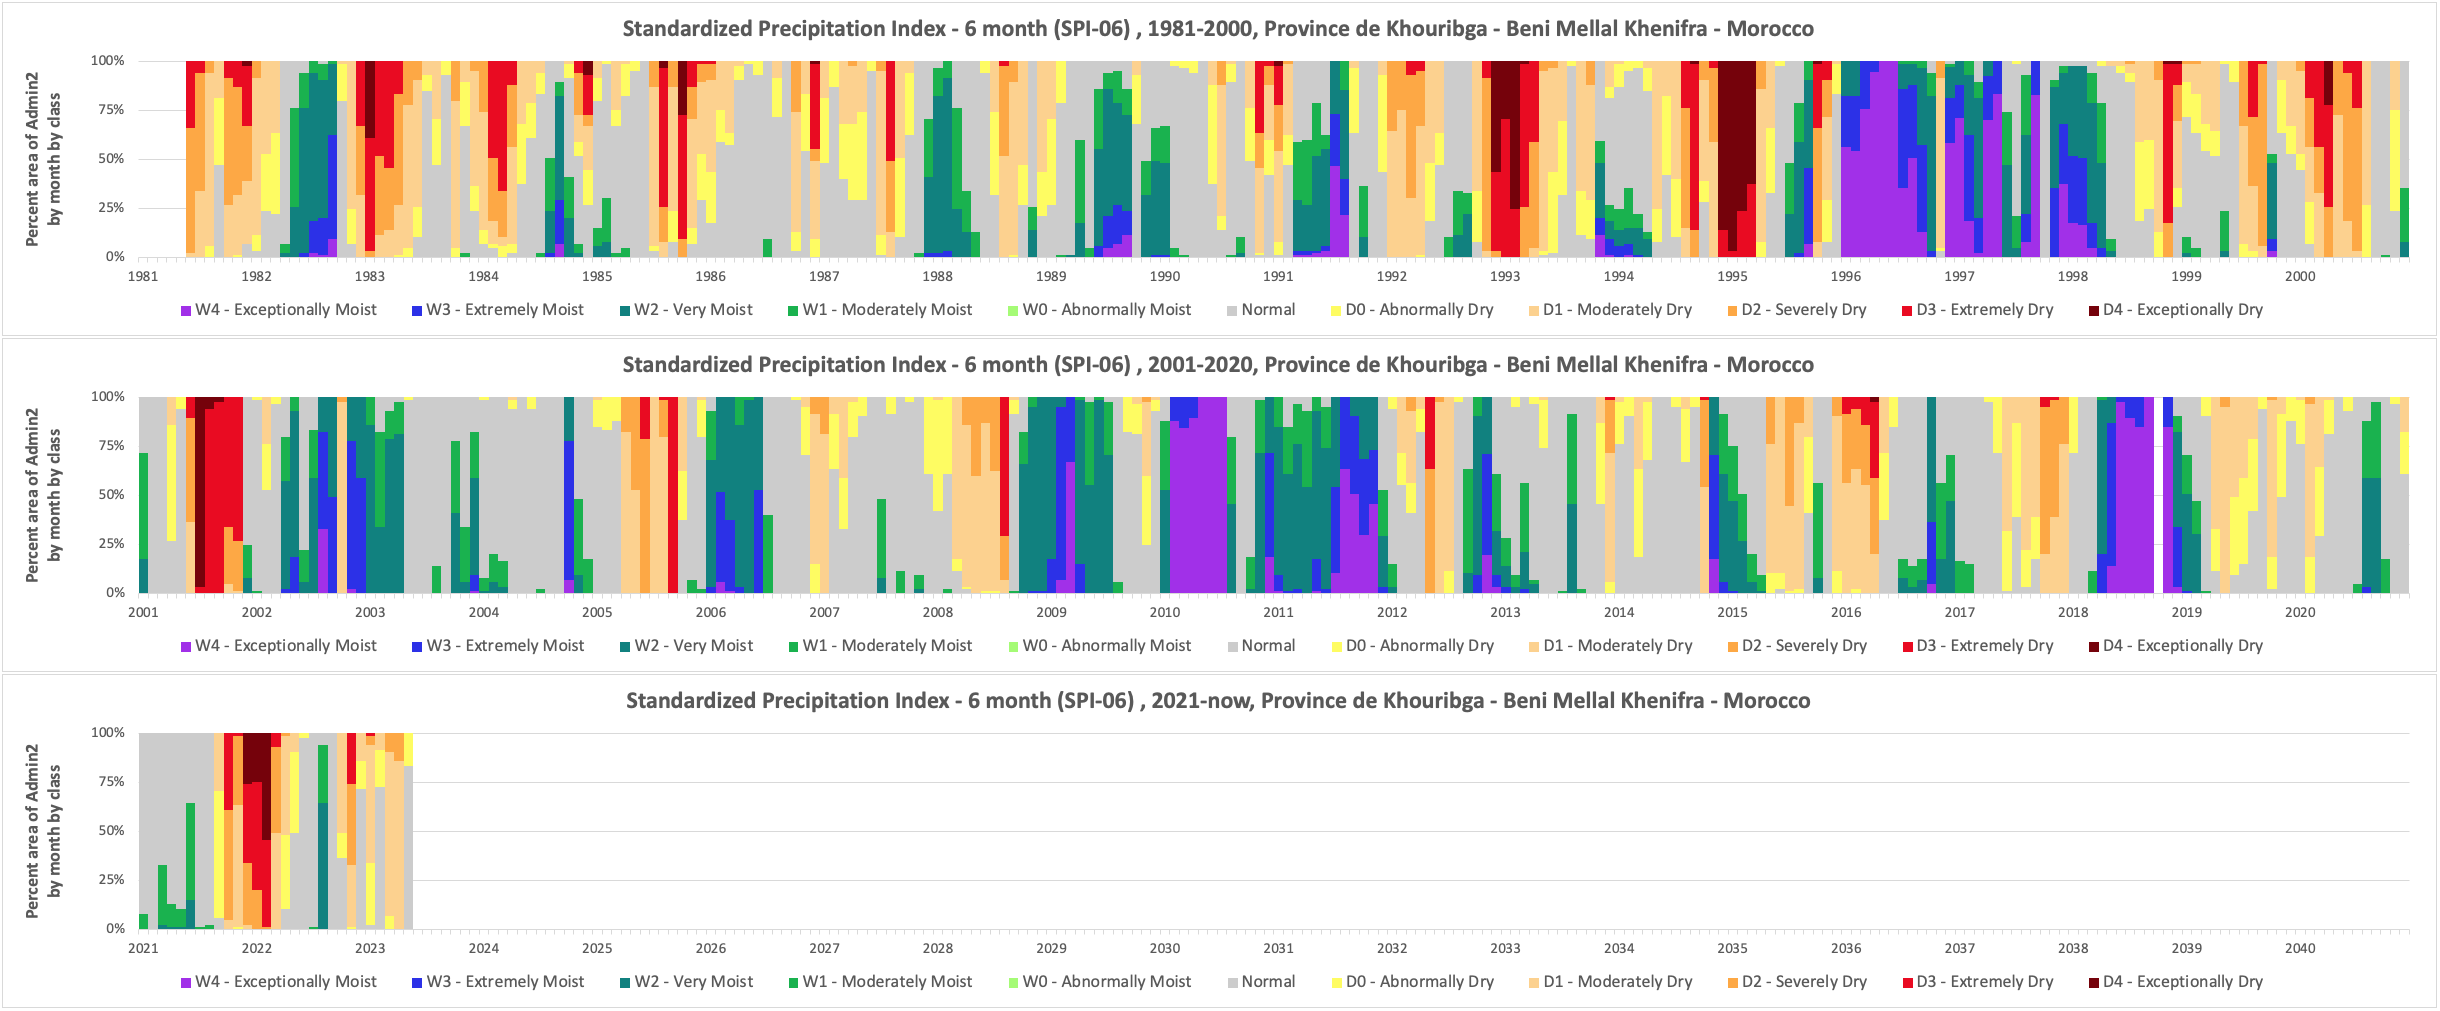 Standardized Precipitation Index - 6 month (SPI-06) , 1981-2000, Province de Khouribga - Beni Mellal Khenifra - Morocco
Percent area of Admin2
by month by class
100%
75%
50%
25%
0%
1981 1982 1983 1984 1985 1986 1987 1988 1989 1990 1991 1992 1993 1994 1995 1996 1997 1998 1999 2000
W4 - Exceptionally Moist W3 - Extremely Moist W2 - Very Moist W1 - Moderately Moist W0 - Abnormally Moist Normal D0 - Abnormally Dry D1 - Moderately Dry D2 - Severely Dry D3 - Extremely Dry D4 - Exceptionally Dry
Standardized Precipitation Index - 6 month (SPI-06) , 2001-2020, Province de Khouribga - Beni Mellal Khenifra - Morocco
Percent area of Admin2
by month by class
100%
75%
50%
25%
0%
2001 2002 2003 2004 2005 2006 2007 2008 2009 2010 2011 2012 2013 2014 2015 2016 2017 2018 2019 2020
W4 - Exceptionally Moist W3 - Extremely Moist W2 - Very Moist W1 - Moderately Moist W0 - Abnormally Moist Normal D0 - Abnormally Dry D1 - Moderately Dry D2 - Severely Dry D3 - Extremely Dry D4 - Exceptionally Dry
Standardized Precipitation Index - 6 month (SPI-06) , 2021-now, Province de Khouribga - Beni Mellal Khenifra - Morocco
Percent area of Admin2
by month by class
100%
75%
50%
25%
0%
2021 2022 2023 2024 2025 2026 2027 2028 2029 2030 2031 2032 2033 2034 2035 2036 2037 2038 2039 2040
W4 - Exceptionally Moist W3 - Extremely Moist W2 - Very Moist W1 - Moderately Moist W0 - Abnormally Moist Normal D0 - Abnormally Dry D1 - Moderately Dry D2 - Severely Dry D3 - Extremely Dry D4 - Exceptionally Dry